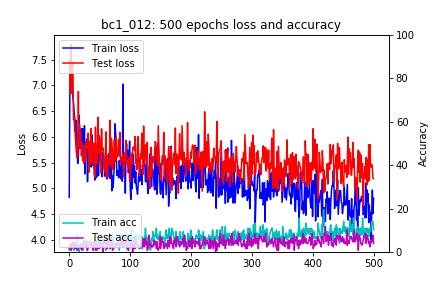 bc1_012: 500 epochs loss and accuracy
Train loss
Test loss
Train acc
Test acc
Loss
Accuracy
7.5
7.0
6.5
6.0
5.5
5.0
4.5
4.0
100
80
60
40
20
0
0 100 200 300 400 500